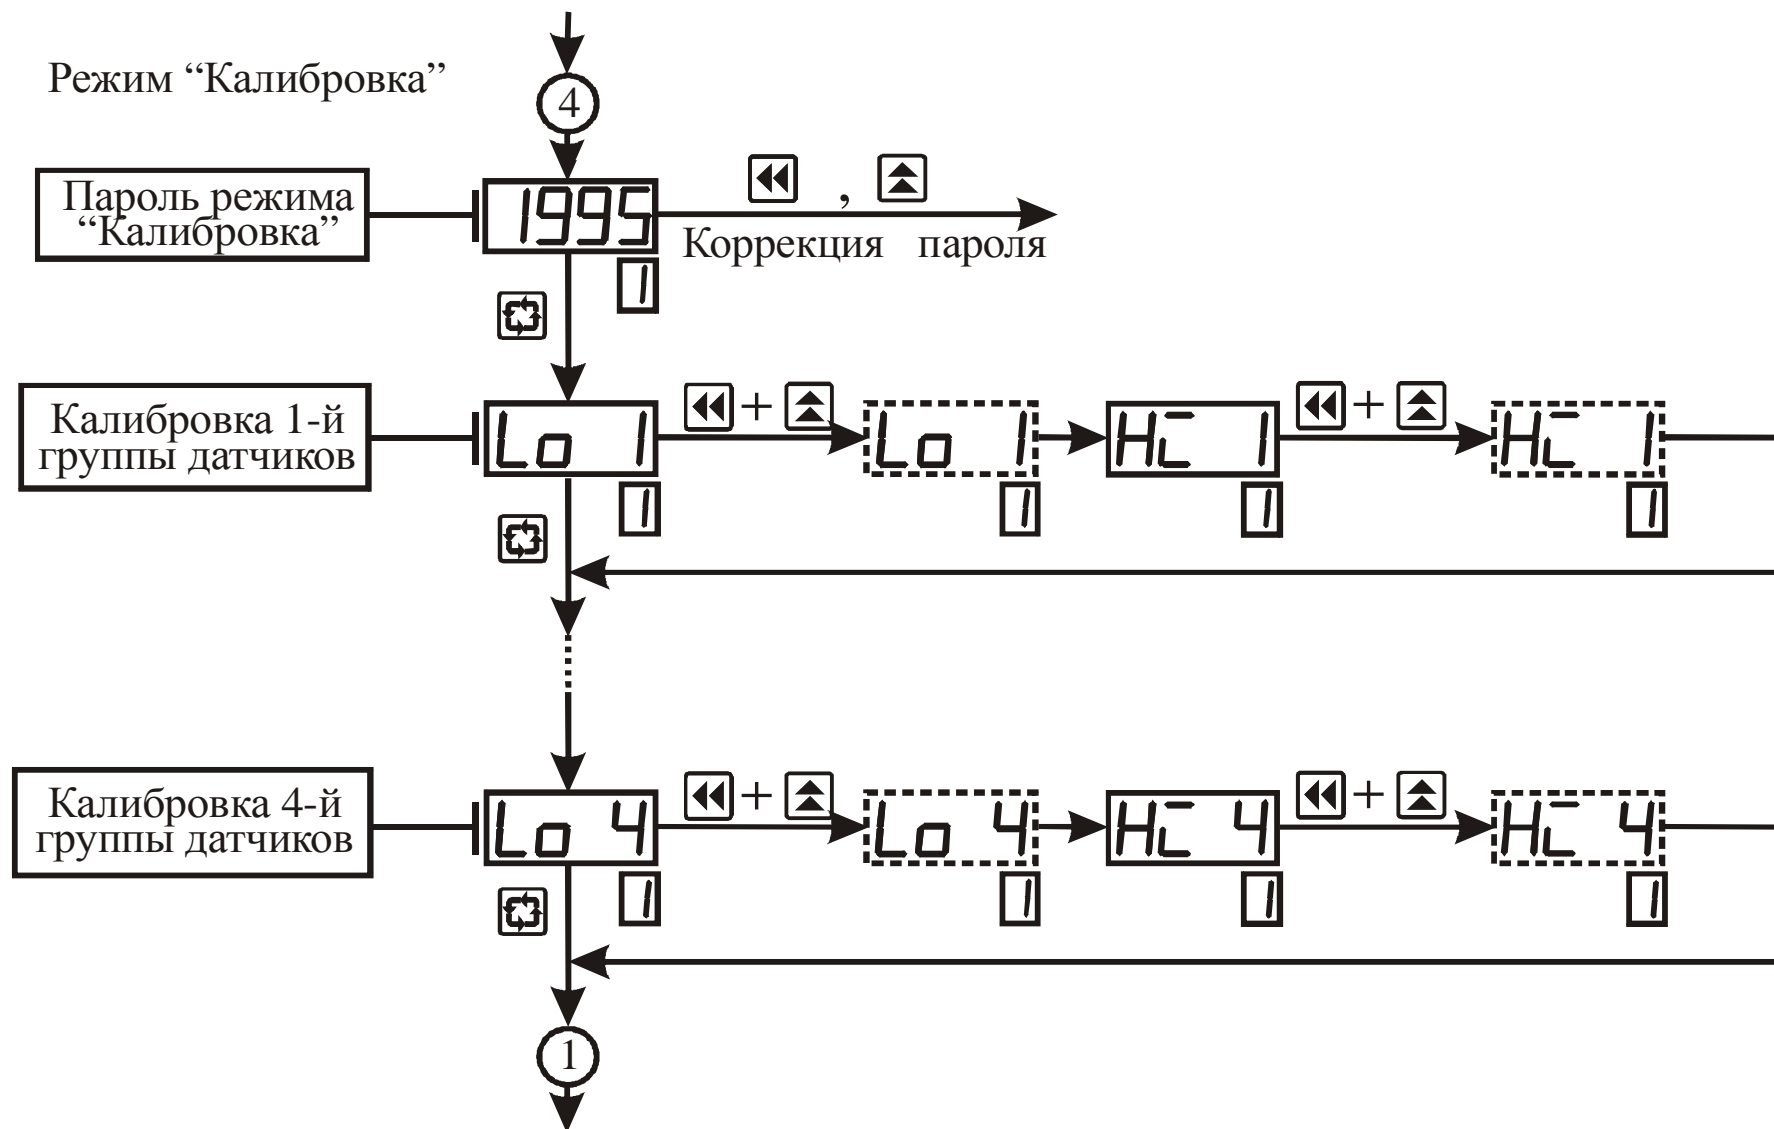 Режим “Калибровка”
4
Пароль режима
“Калибровка”
1995
1
,
Коррекция пароля
Калибровка 1-й
группы датчиков
Lo 1
1
+
Lo 1
1
HC 1
1
+
HC 1
1
Калибровка 4-й
группы датчиков
Lo 4
1
+
Lo 4
1
HC 4
1
+
HC 4
1
1